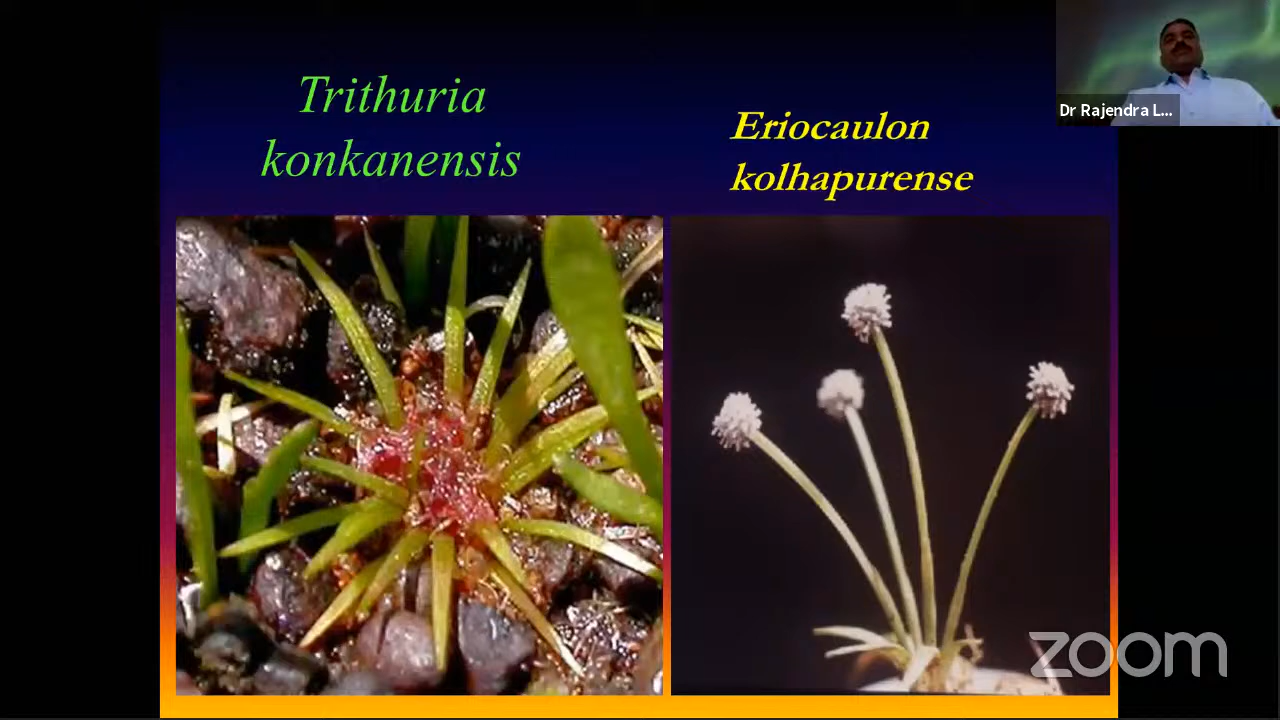 Trithuria
konkanensis
Eriocaulon
kolhapurense
Dr Rajendra L...
zoom